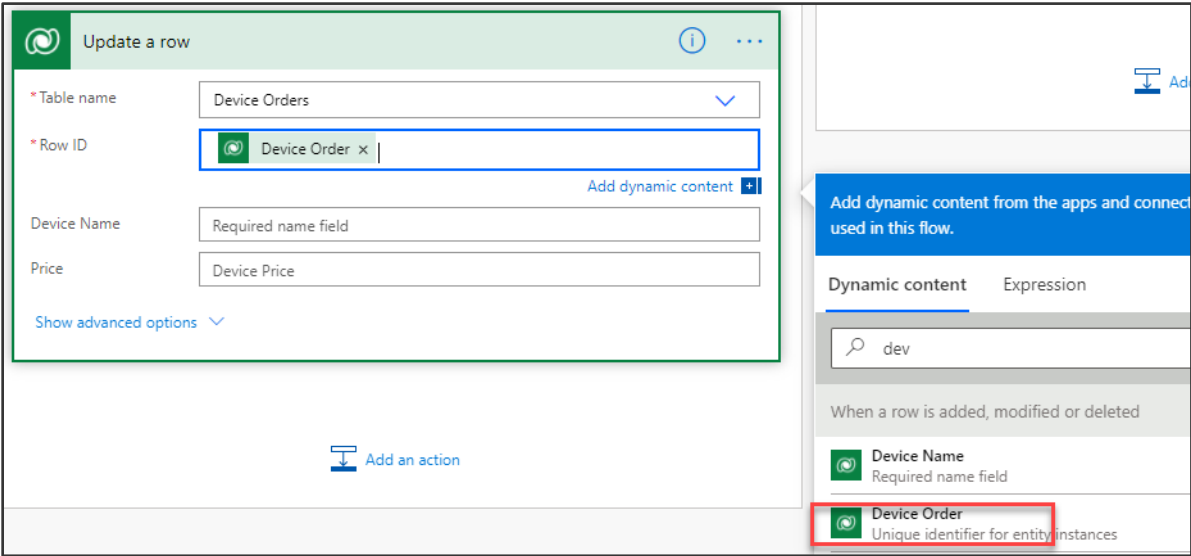 Update a row
* Table name
Device Orders
* Row ID
Device Order ×
Add dynamic content
Device Name
Required name field
Price
Device Price
Show advanced options
Add an action
Add dynamic content from the apps and connect
used in this flow.
Dynamic content
Expression
dev
When a row is added, modified or deleted
Device Name
Required name field
Device Order
Unique identifier for entity instances